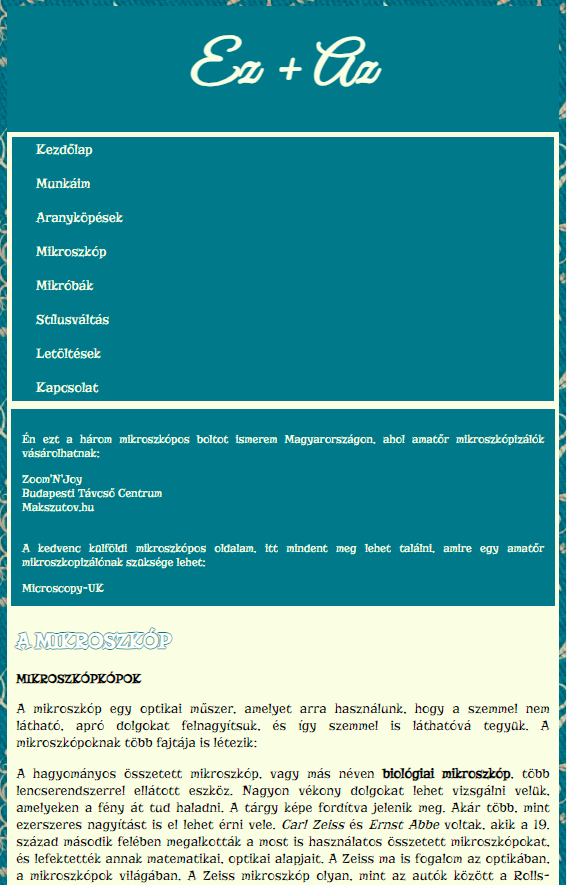 Ez + Az
Kezdőlap
Munkáim
Aranyköpések
Mikroszkóp
Mikróbák
Stílusváltás
Letöltések
Kapcsolat
Én ezt a három mikroszkópos boltot ismerem Magyarországon, ahol amatőr mikroszkópizálók
vásárolhatnak:
Zoom'N'Joy
Budapesti Távcső Centrum
Makszutov.hu
A kedvenc külföldi mikroszkópos oldalam, itt mindent meg lehet találni, amire egy amatőr
mikroszkopizálónak szüksége lehet:
Microscopy-UK
A MIKROSZKÓP
MIKROSZKÓPKÓPOK
A mikroszkóp egy optikai műszer, amelyet arra használunk, hogy a szemmel nem
látható, apró dolgokat felnagyítsuk, és így szemmel is láthatóvá tegyük. A
mikroszkópoknak több fajtája is létezik:
A hagyományos összetett mikroszkóp, vagy más néven biológiai mikroszkóp, több
lencserendszerrel ellátott eszköz. Nagyon vékony dolgokat lehet vizsgálni velük,
amelyeken a fény át tud haladni. A tárgy képe fordítva jelenik meg. Akár több, mint
ezerszeres nagyítást is el lehet érni vele. Carl Zeiss és Ernst Abbe voltak, akik a 19.
század második felében megalkották a most is használatos összetett mikroszkópokat,
és lefektették annak matematikai, optikai alapjait. A Zeiss ma is fogalom az optikában,
a mikroszkópok világában. A Zeiss mikroszkóp olyan, mint az autók között a Rolls-